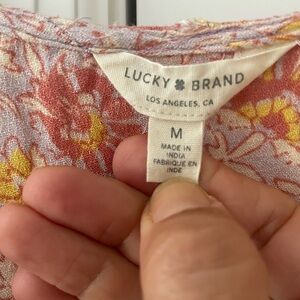 LUCKY BRAND
LOS ANGELES, CA
M
MADE IN
INDIA
FABRIQUE EN
INDE